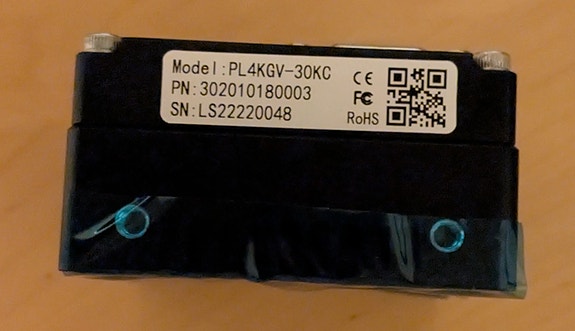 Model:PL4KGV-30KC
PN:302010180003
SN:LS22220048
CE
FC
RoHS